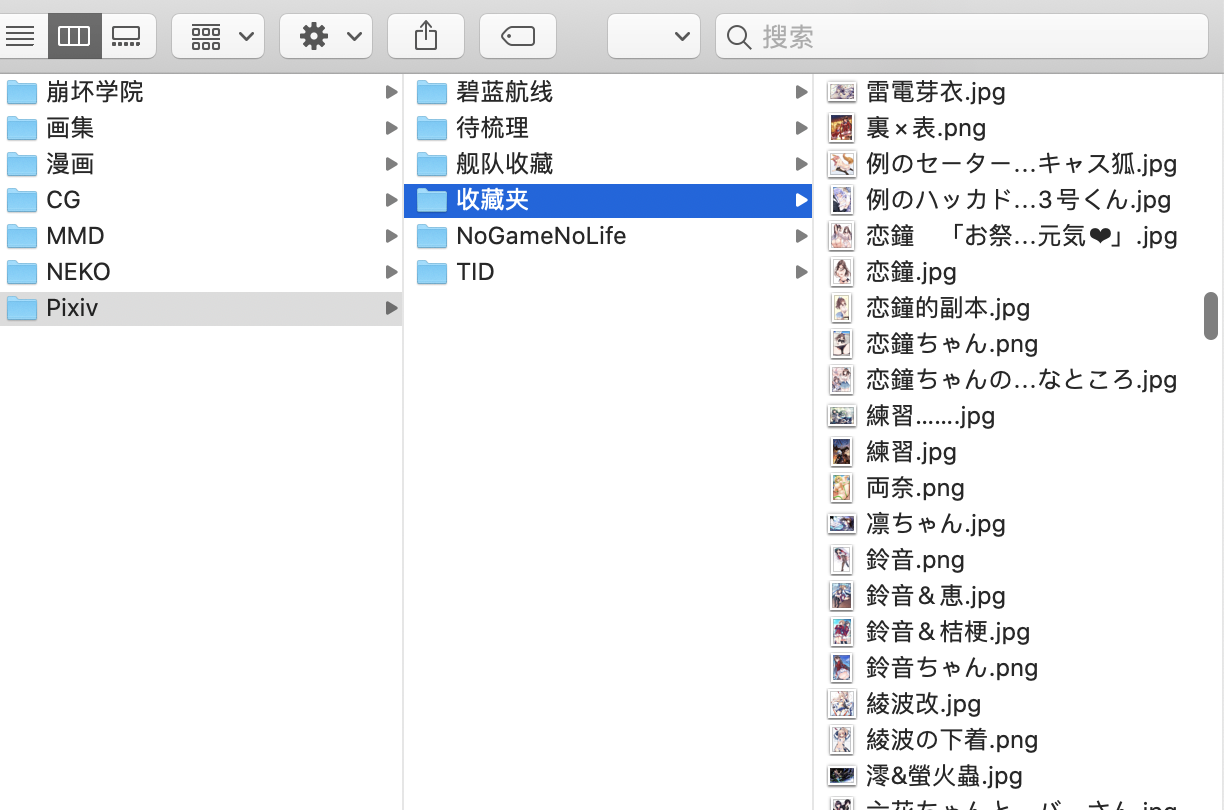 搜索
崩坏学院
画集
漫画
CG
MMD
NEKO
Pixiv
碧蓝航线
待梳理
舰队收藏
收藏夹
NoGameNoLife
TID
雷電芽衣.jpg
裏×表.png
例のセーター…キャス狐.jpg
例のハッカド…3号くん.jpg
恋鐘　「お祭…元気❤」.jpg
恋鐘.jpg
恋鐘的副本.jpg
恋鐘ちゃん.png
恋鐘ちゃんの…なところ.jpg
練習…….jpg
練習.jpg
両奈.png
凛ちゃん.jpg
鈴音.png
鈴音＆恵.jpg
鈴音＆桔梗.jpg
鈴音ちゃん.png
綾波改.jpg
綾波の下着.png
澪&螢火蟲.jpg